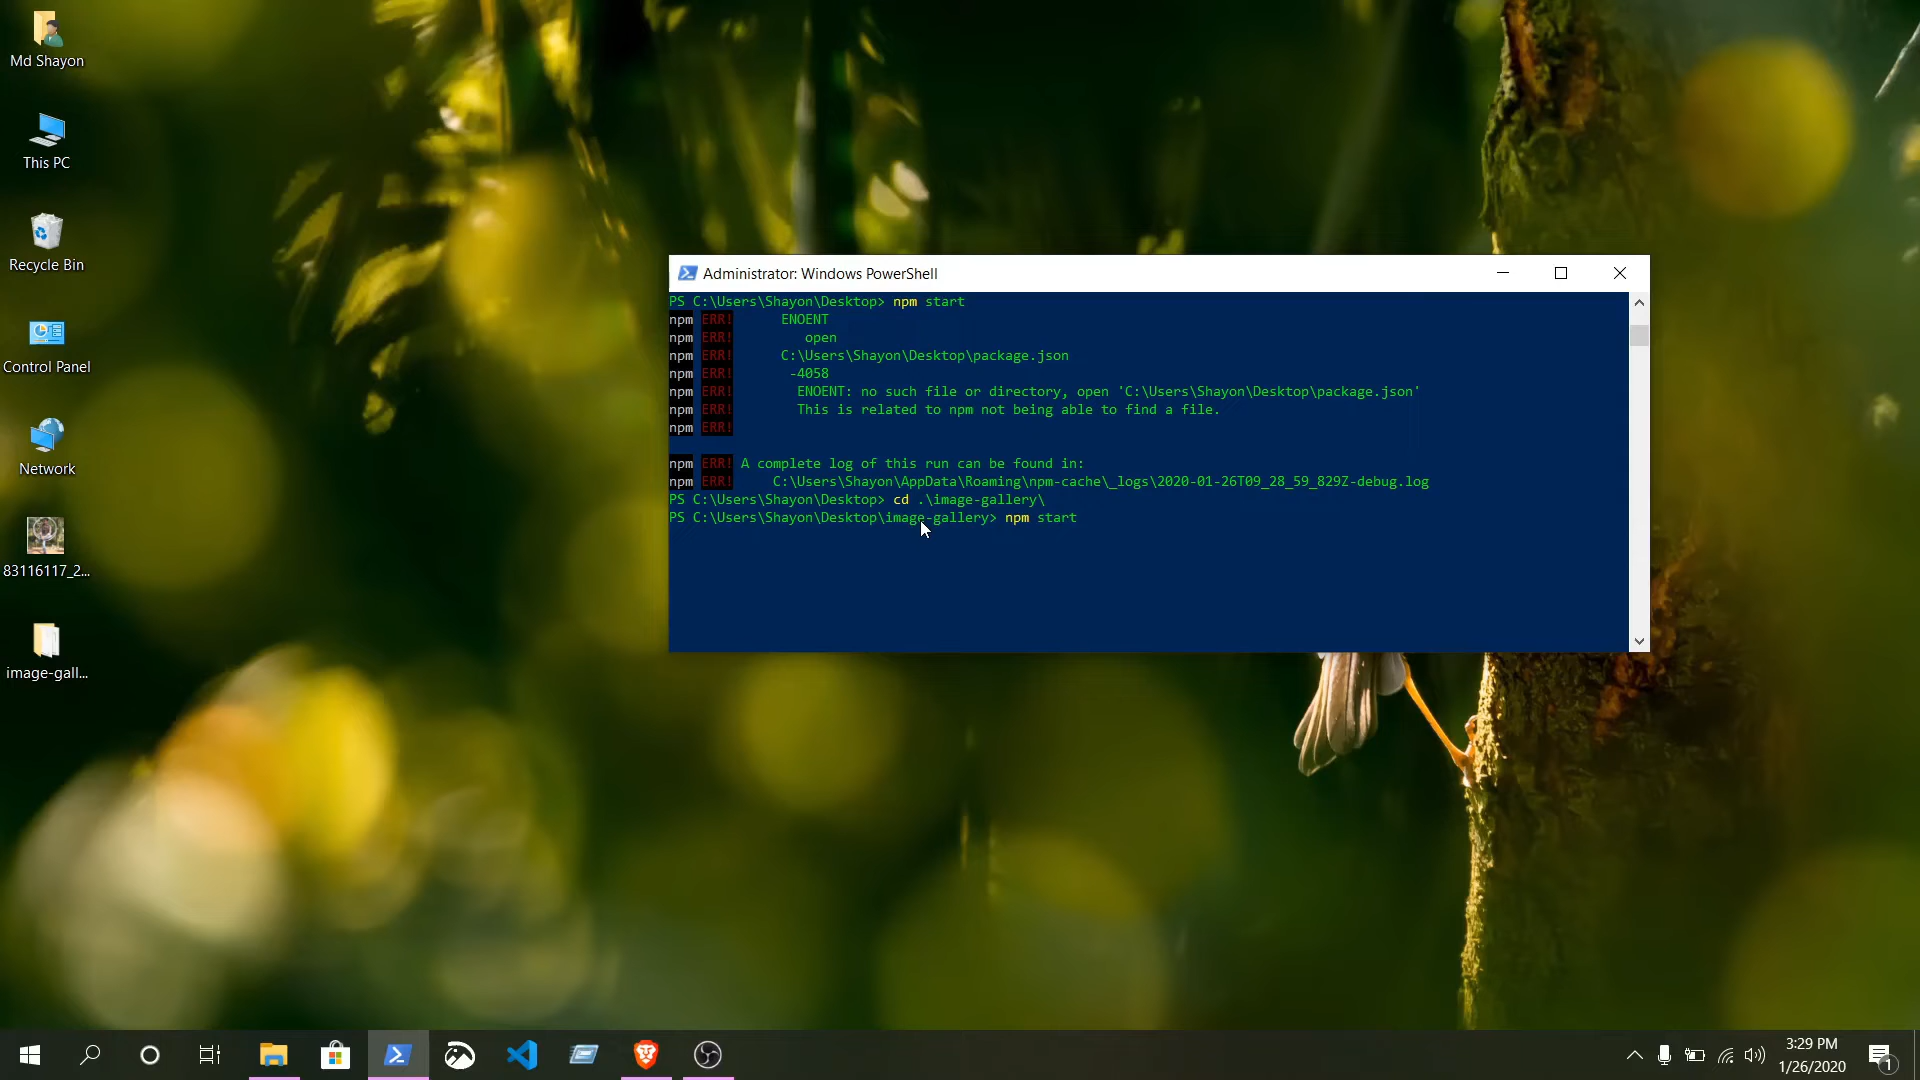 Md Shayon
This PC
Recycle Bin
Control Panel
Network
83116117_2...
image-gall...
Administrator: Windows PowerShell
PS C:\Users\Shayon\Desktop> npm start
npm ERR! ENOENT
npm ERR! open
npm ERR! C:\Users\Shayon\Desktop\package.json
npm ERR! -4058
npm ERR! ENOENT: no such file or directory, open 'C:\Users\Shayon\Desktop\package.json'
npm ERR! This is related to npm not being able to find a file.
npm ERR!
npm ERR! A complete log of this run can be found in:
npm ERR! C:\Users\Shayon\AppData\Roaming\npm-cache\_logs\2020-01-26T09_28_59_829Z-debug.log
PS C:\Users\Shayon\Desktop> cd .\image-gallery\
PS C:\Users\Shayon\Desktop\image-gallery> npm start
3:29 PM
1/26/2020
1